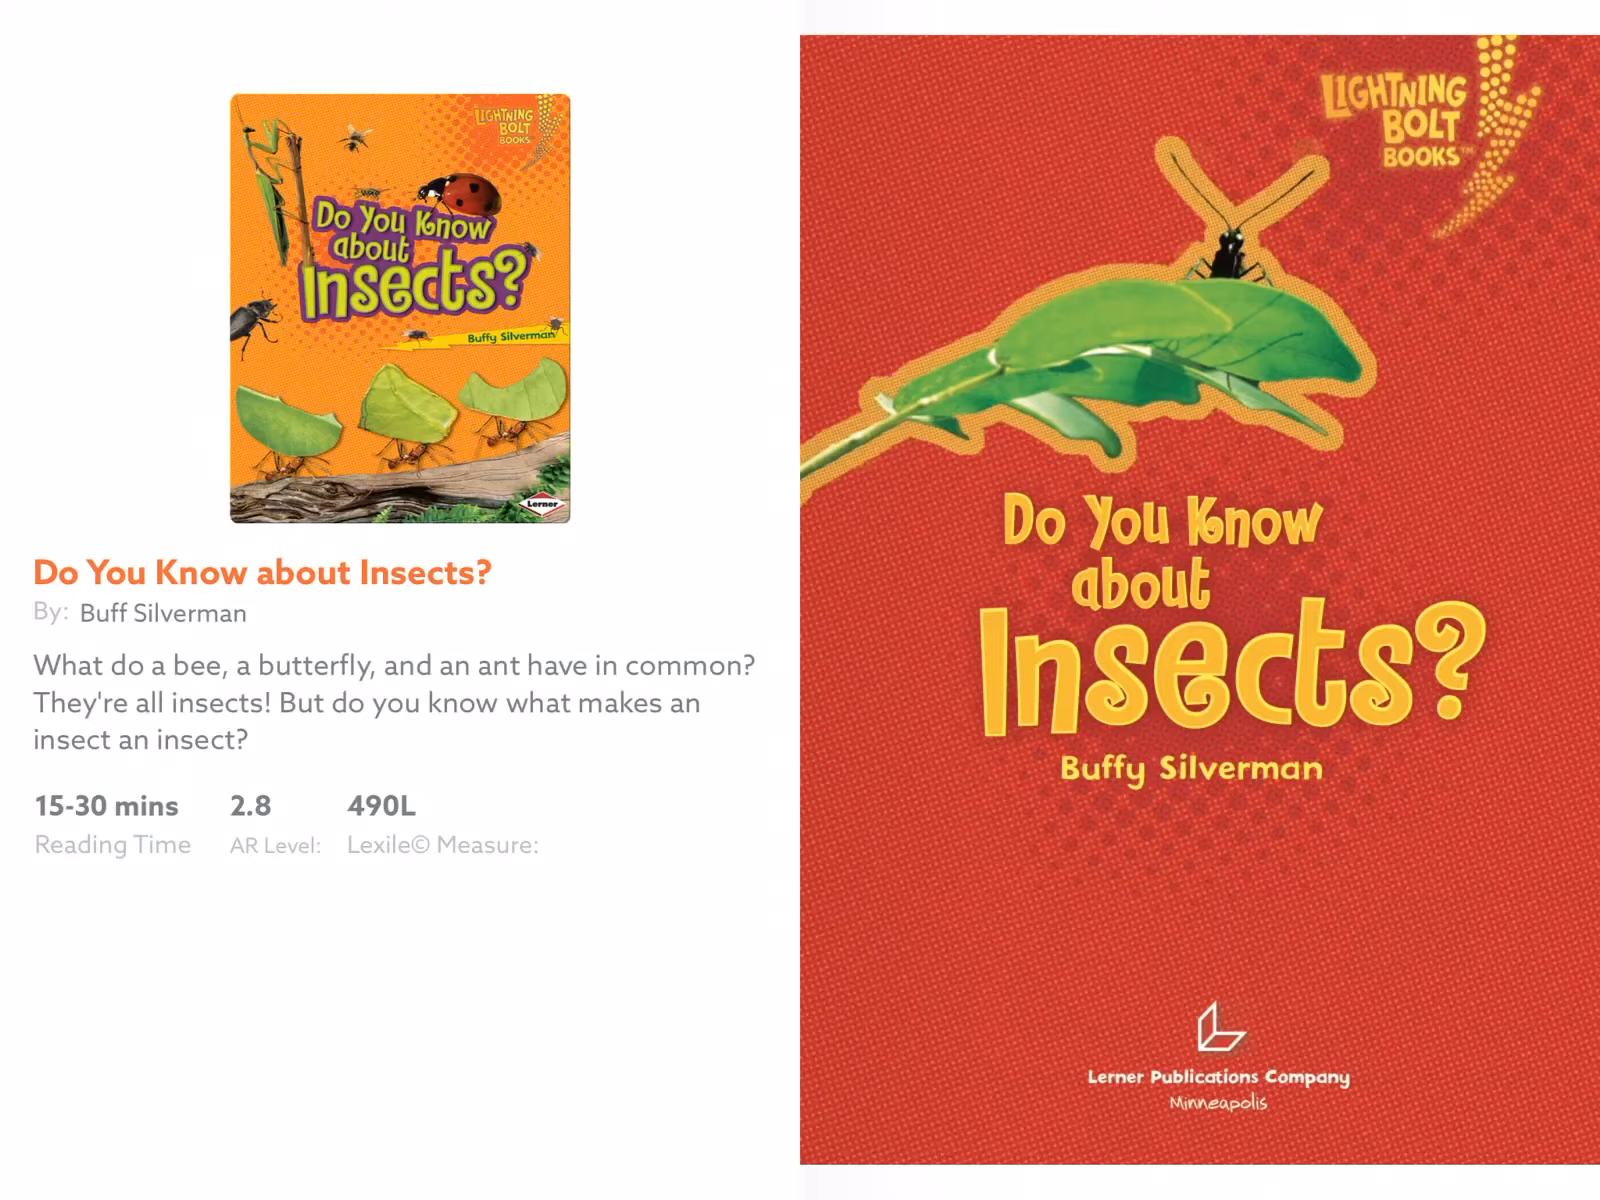 LIGHTNING
BOLT
BOOKS
Do You Know
about
Insects?
Buffy Silverman
Lerner
Do You Know about Insects?
By: Buff Silverman
What do a bee, a butterfly, and an ant have in common?
They're all insects! But do you know what makes an
insect an insect?
15-30 mins 2.8 490L
Reading Time AR Level: Lexile© Measure:
LIGHTNING
BOLT
BOOKS™
Do You Know
about
Insects?
Buffy Silverman
Lerner Publications Company
Minneapolis